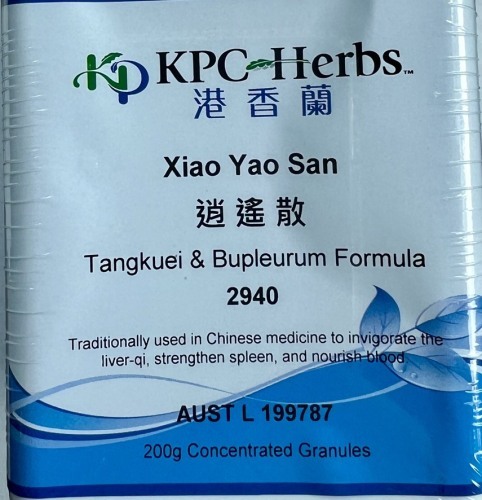 KP KPC Herbs™
港香蘭
Xiao Yao San
逍遙散
Tangkuei & Bupleurum Formula
2940
Traditionally used in Chinese medicine to invigorate the
liver-qi, strengthen spleen, and nourish blood
AUST L 199787
200g Concentrated Granules